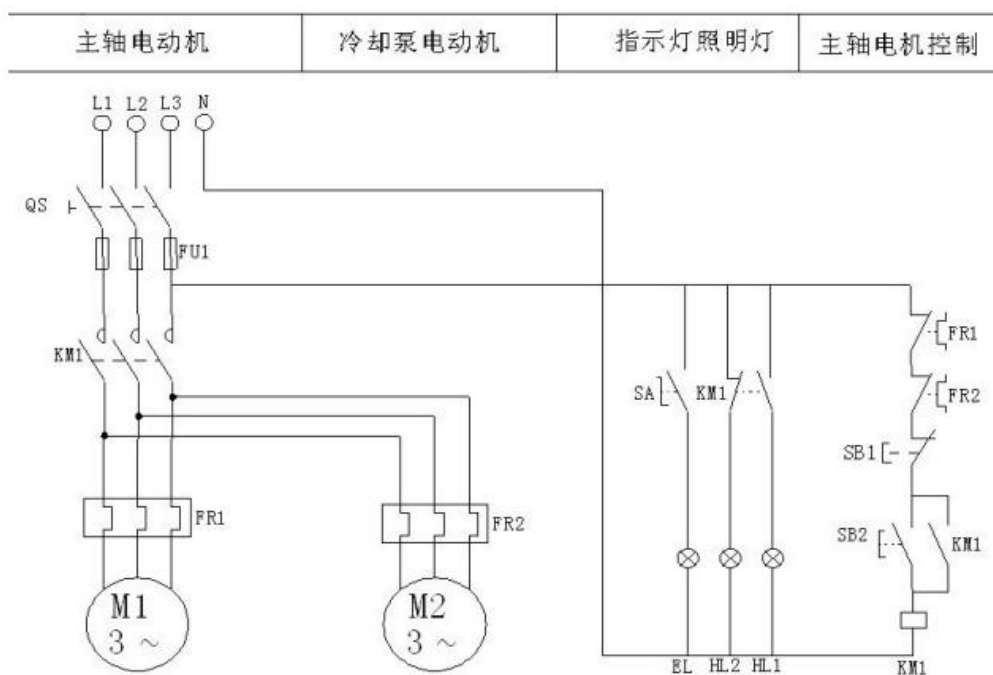 主轴电动机 冷却泵电动机 指示灯照明灯 主轴电机控制
L1 L2 L3 N
QS
FU1
FR1
KM1
SA KM1 FR2
SB1
FR1 FR2 SB2 KM1
M1 M2
3~ 3~
EL HL2 HL1 KM1